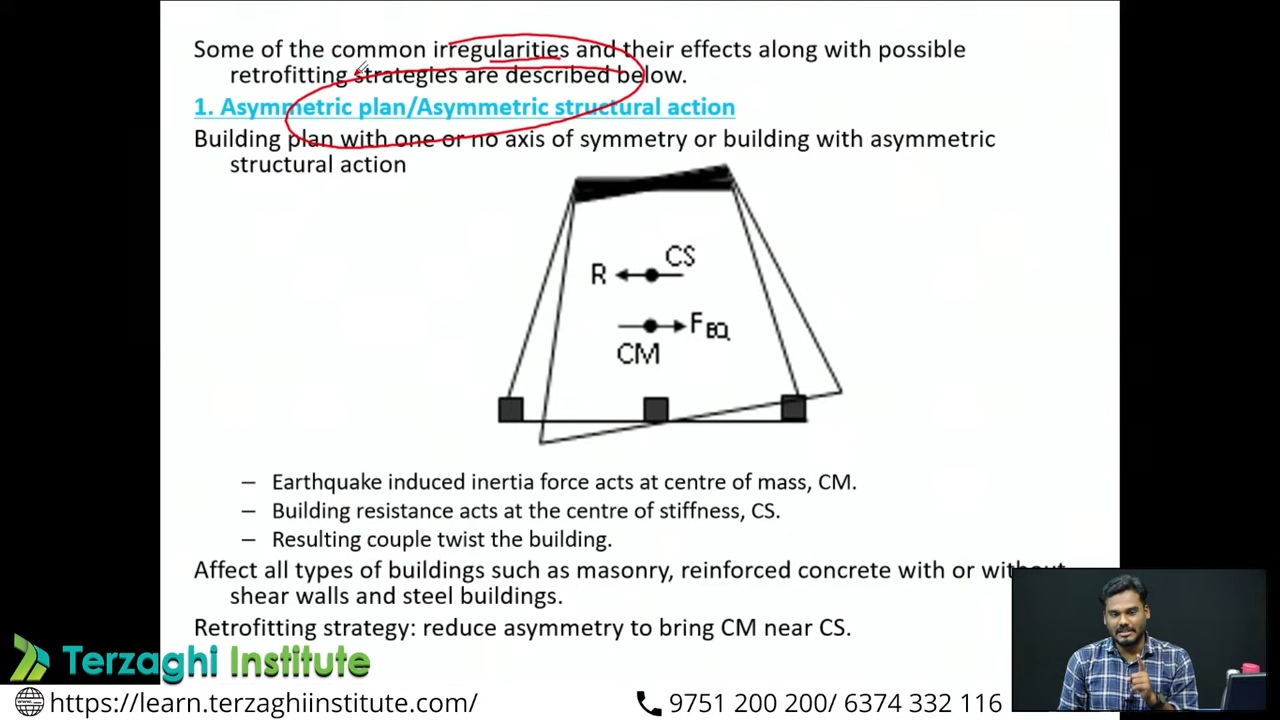 Some of the common irregularities and their effects along with possible
retrofitting strategies are described below.
1. Asymmetric plan/Asymmetric structural action
Building plan with one or no axis of symmetry or building with asymmetric
structural action
CS
R
F EQ
CM
– Earthquake induced inertia force acts at centre of mass, CM.
– Building resistance acts at the centre of stiffness, CS.
– Resulting couple twist the building.
Affect all types of buildings such as masonry, reinforced concrete with or without
shear walls and steel buildings.
Retrofitting strategy: reduce asymmetry to bring CM near CS.
Terzaghi Institute
https://learn.terzaghiinstitute.com/
9751 200 200/ 6374 332 116